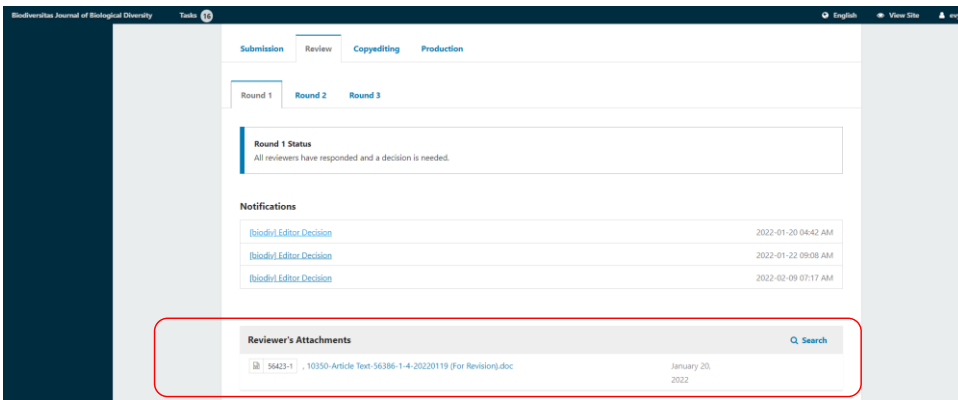 Biodiversitas Journal of Biological Diversity Tasks 16 English View Site
Submission Review Copyediting Production
Round 1 Round 2 Round 3
Round 1 Status
All reviewers have responded and a decision is needed.
Notifications
[biodiv] Editor Decision 2022-01-20 04:42 AM
[biodiv] Editor Decision 2022-01-22 09:08 AM
[biodiv] Editor Decision 2022-02-09 07:17 AM
Reviewer's Attachments Search
56423-1 , 10350-Article Text-56386-1-4-20220119 (For Revision).doc January 20,
2022